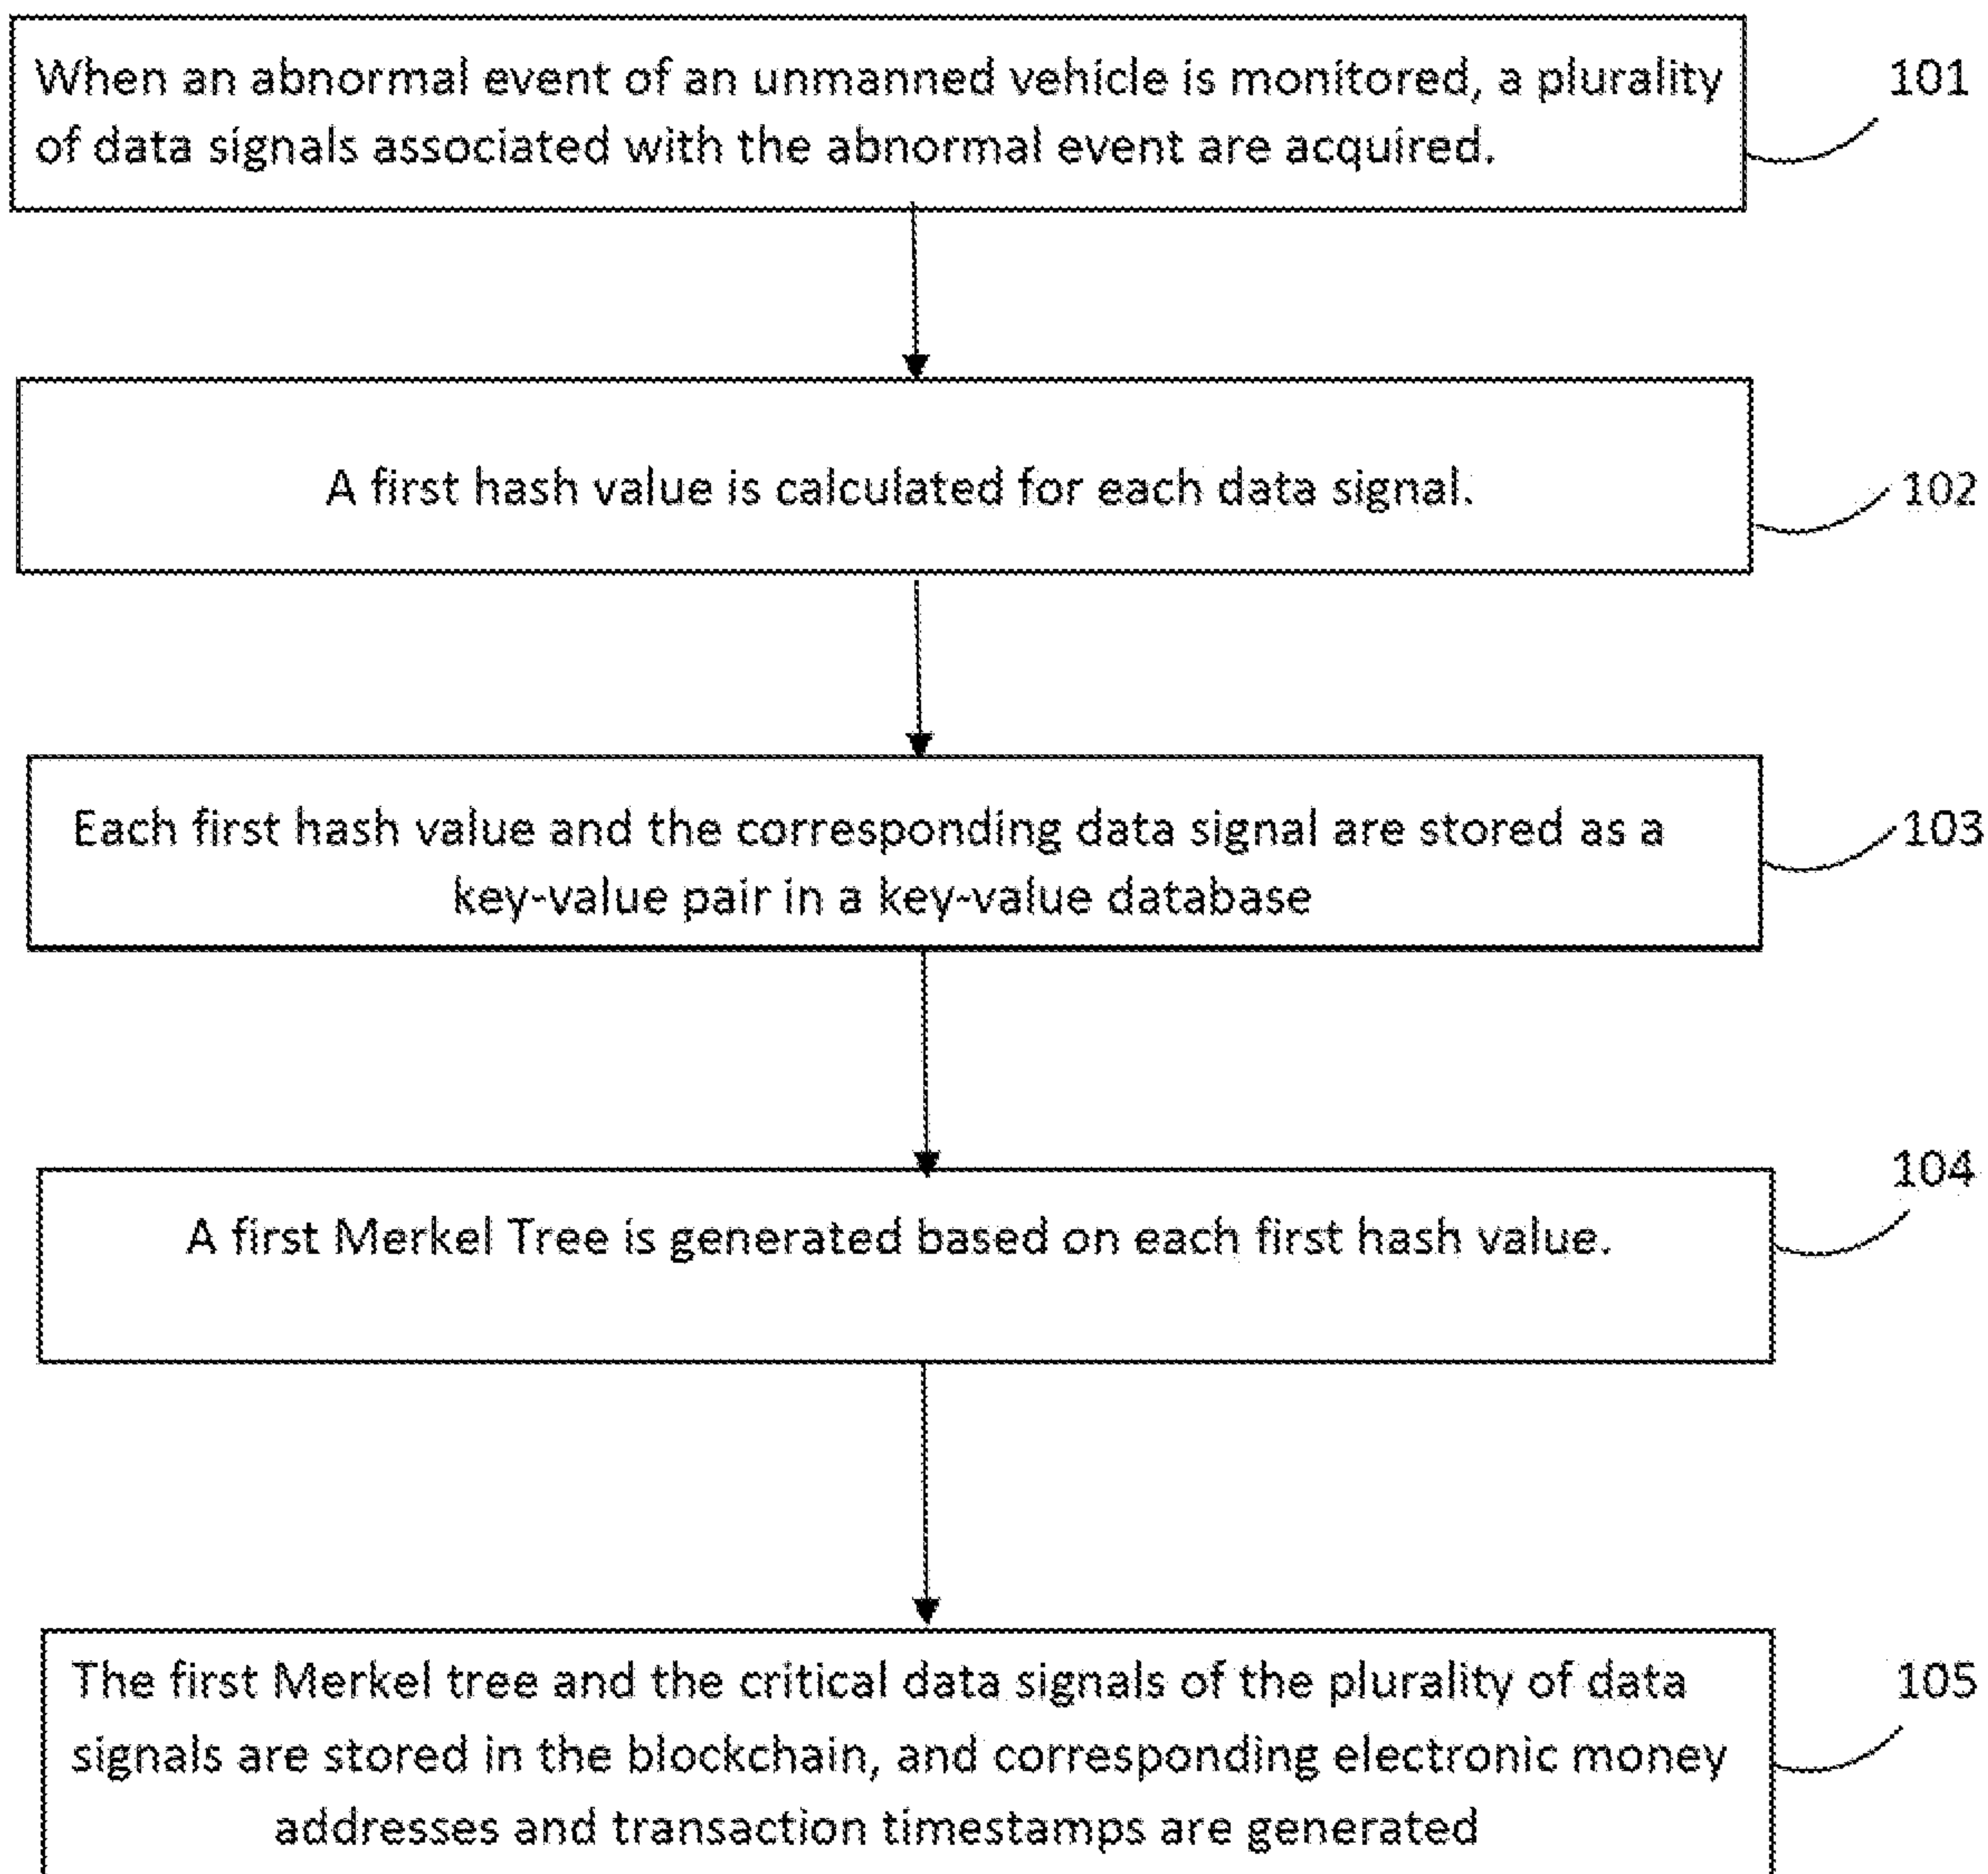 When an abnormal event of an unmanned vehicle is monitored, a plurality
of data signals associated with the abnormal event are acquired.
101
A first hash value is calculated for each data signal.
102
Each first hash value and the corresponding data signal are stored as a
key-value pair in a key-value database
103
A first Merkel Tree is generated based on each first hash value.
104
The first Merkel tree and the critical data signals of the plurality of data
signals are stored in the blockchain, and corresponding electronic money
addresses and transaction timestamps are generated
105